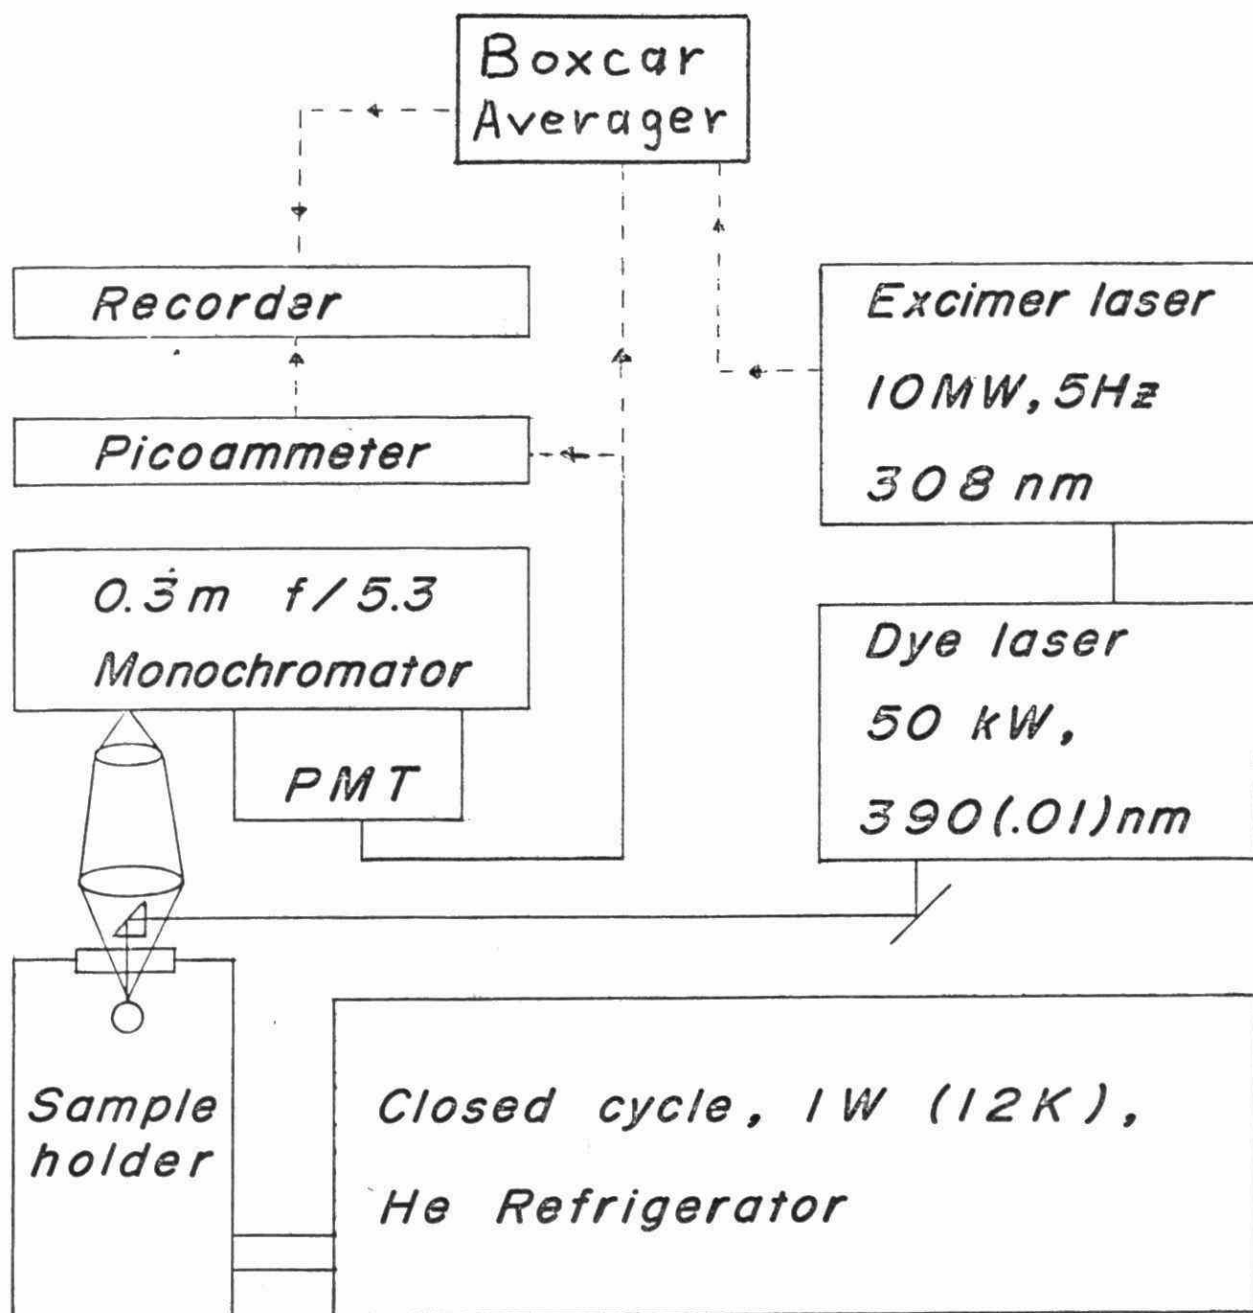 Boxcar
Averager
Recorder
Excimer laser
10MW, 5Hz
308 nm
Picoammeter
0.3m f/5.3
Monochromator
PMT
Dye laser
50 kW,
390(.01)nm
Sample
holder
Closed cycle, 1W (12K),
He Refrigerator